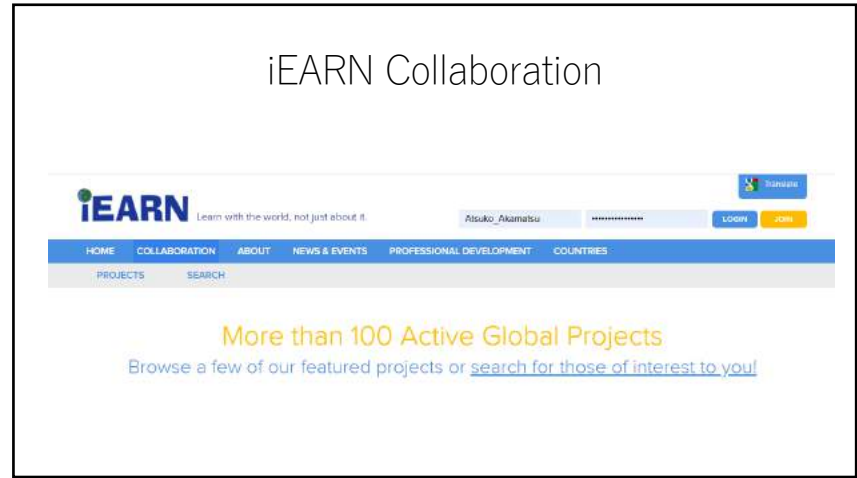 iEARN Collaboration
Translate
iEARN Learn with the world, not just about it.
Atsuko_Akamatsu •••••••••••••••• LOGIN JOIN
HOME COLLABORATION ABOUT NEWS & EVENTS PROFESSIONAL DEVELOPMENT COUNTRIES
PROJECTS SEARCH
More than 100 Active Global Projects
Browse a few of our featured projects or search for those of interest to you!